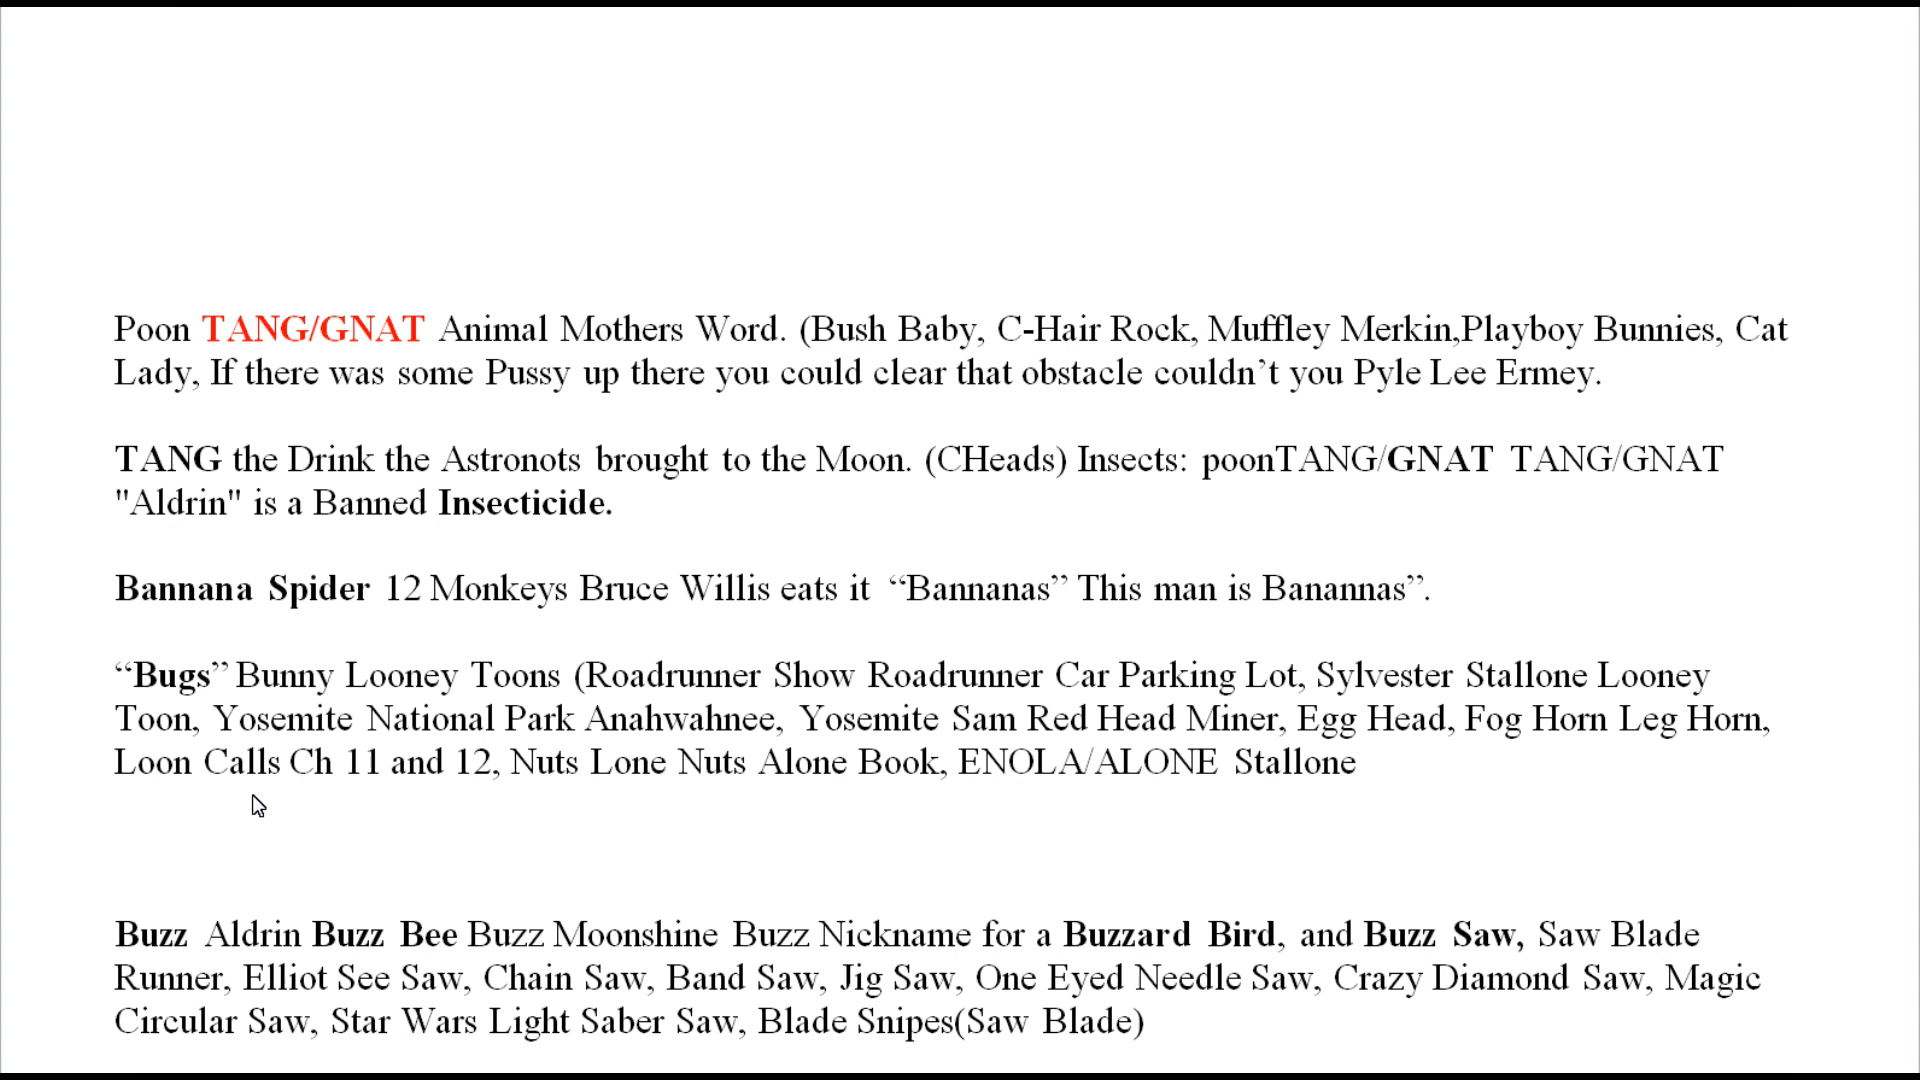 Poon TANG/GNAT Animal Mothers Word. (Bush Baby, C-Hair Rock, Muffley Merkin,Playboy Bunnies, Cat
Lady, If there was some Pussy up there you could clear that obstacle couldn’t you Pyle Lee Ermey.
TANG the Drink the Astronots brought to the Moon. (CHeads) Insects: poonTANG/GNAT TANG/GNAT
"Aldrin" is a Banned Insecticide.
Bannana Spider 12 Monkeys Bruce Willis eats it “Bannanas” This man is Banannas”.
“Bugs” Bunny Looney Toons (Roadrunner Show Roadrunner Car Parking Lot, Sylvester Stallone Looney
Toon, Yosemite National Park Anahwahnee, Yosemite Sam Red Head Miner, Egg Head, Fog Horn Leg Horn,
Loon Calls Ch 11 and 12, Nuts Lone Nuts Alone Book, ENOLA/ALONE Stallone
Buzz Aldrin Buzz Bee Buzz Moonshine Buzz Nickname for a Buzzard Bird, and Buzz Saw, Saw Blade
Runner, Elliot See Saw, Chain Saw, Band Saw, Jig Saw, One Eyed Needle Saw, Crazy Diamond Saw, Magic
Circular Saw, Star Wars Light Saber Saw, Blade Snipes(Saw Blade)